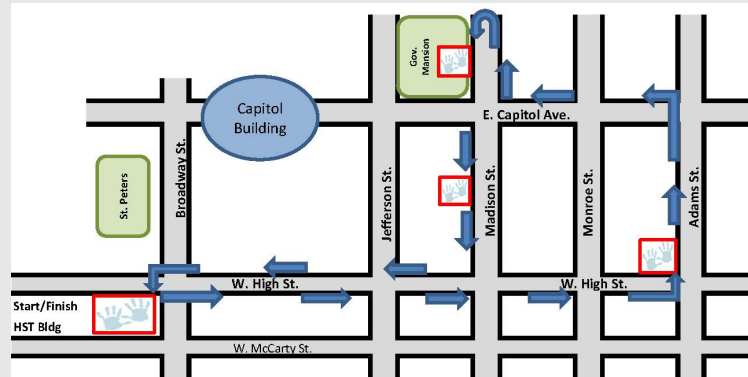 Gov.
Mansion
Capitol
Building
E. Capitol Ave.
St. Peters
Broadway St.
Jefferson St.
Madison St.
Monroe St.
Adams St.
W. High St.
W. High St.
Start/Finish
HST Bldg
W. McCarty St.